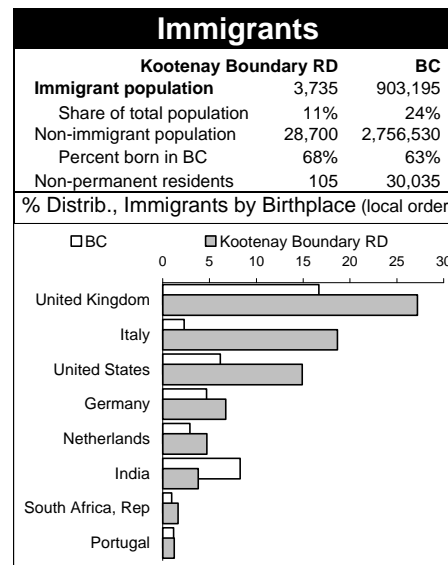 Immigrants
Kootenay Boundary RD BC
Immigrant population 3,735 903,195
Share of total population 11% 24%
Non-immigrant population 28,700 2,756,530
Percent born in BC 68% 63%
Non-permanent residents 105 30,035
% Distrib., Immigrants by Birthplace (local order
BC Kootenay Boundary RD
0 5 10 15 20 25 30
United Kingdom
Italy
United States
Germany
Netherlands
India
South Africa, Rep
Portugal